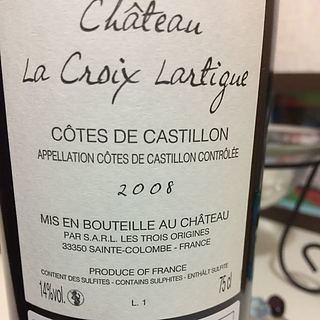 Château
La Croix Lartigue
CÔTES DE CASTILLON
APPELLATION CÔTES DE CASTILLON CONTRÔLÉE
2008
MIS EN BOUTEILLE AU CHÂTEAU
PAR S.A.R.L. LES TROIS ORIGINES
33350 SAINTE-COLOMBE - FRANCE
PRODUCE OF FRANCE
CONTIENT DES SULFITES - CONTAINS SULPHITES - ENTHÄLT SULFITE
14%vol. 75 cl
L. 1